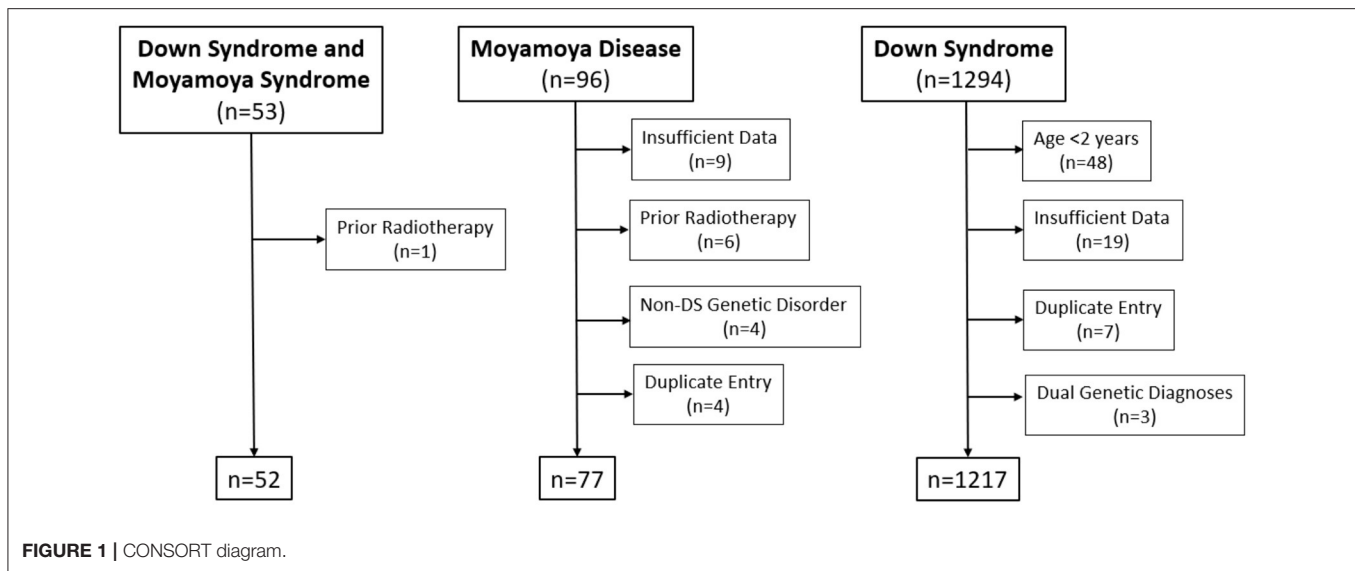 Down Syndrome and
Moyamoya Syndrome
(n=53)
Prior Radiotherapy
(n=1)
n=52
Moyamoya Disease
(n=96)
Insufficient Data
(n=9)
Prior Radiotherapy
(n=6)
Non-DS Genetic Disorder
(n=4)
Duplicate Entry
(n=4)
n=77
Down Syndrome
(n=1294)
Age <2 years
(n=48)
Insufficient Data
(n=19)
Duplicate Entry
(n=7)
Dual Genetic Diagnoses
(n=3)
n=1217
FIGURE 1 | CONSORT diagram.